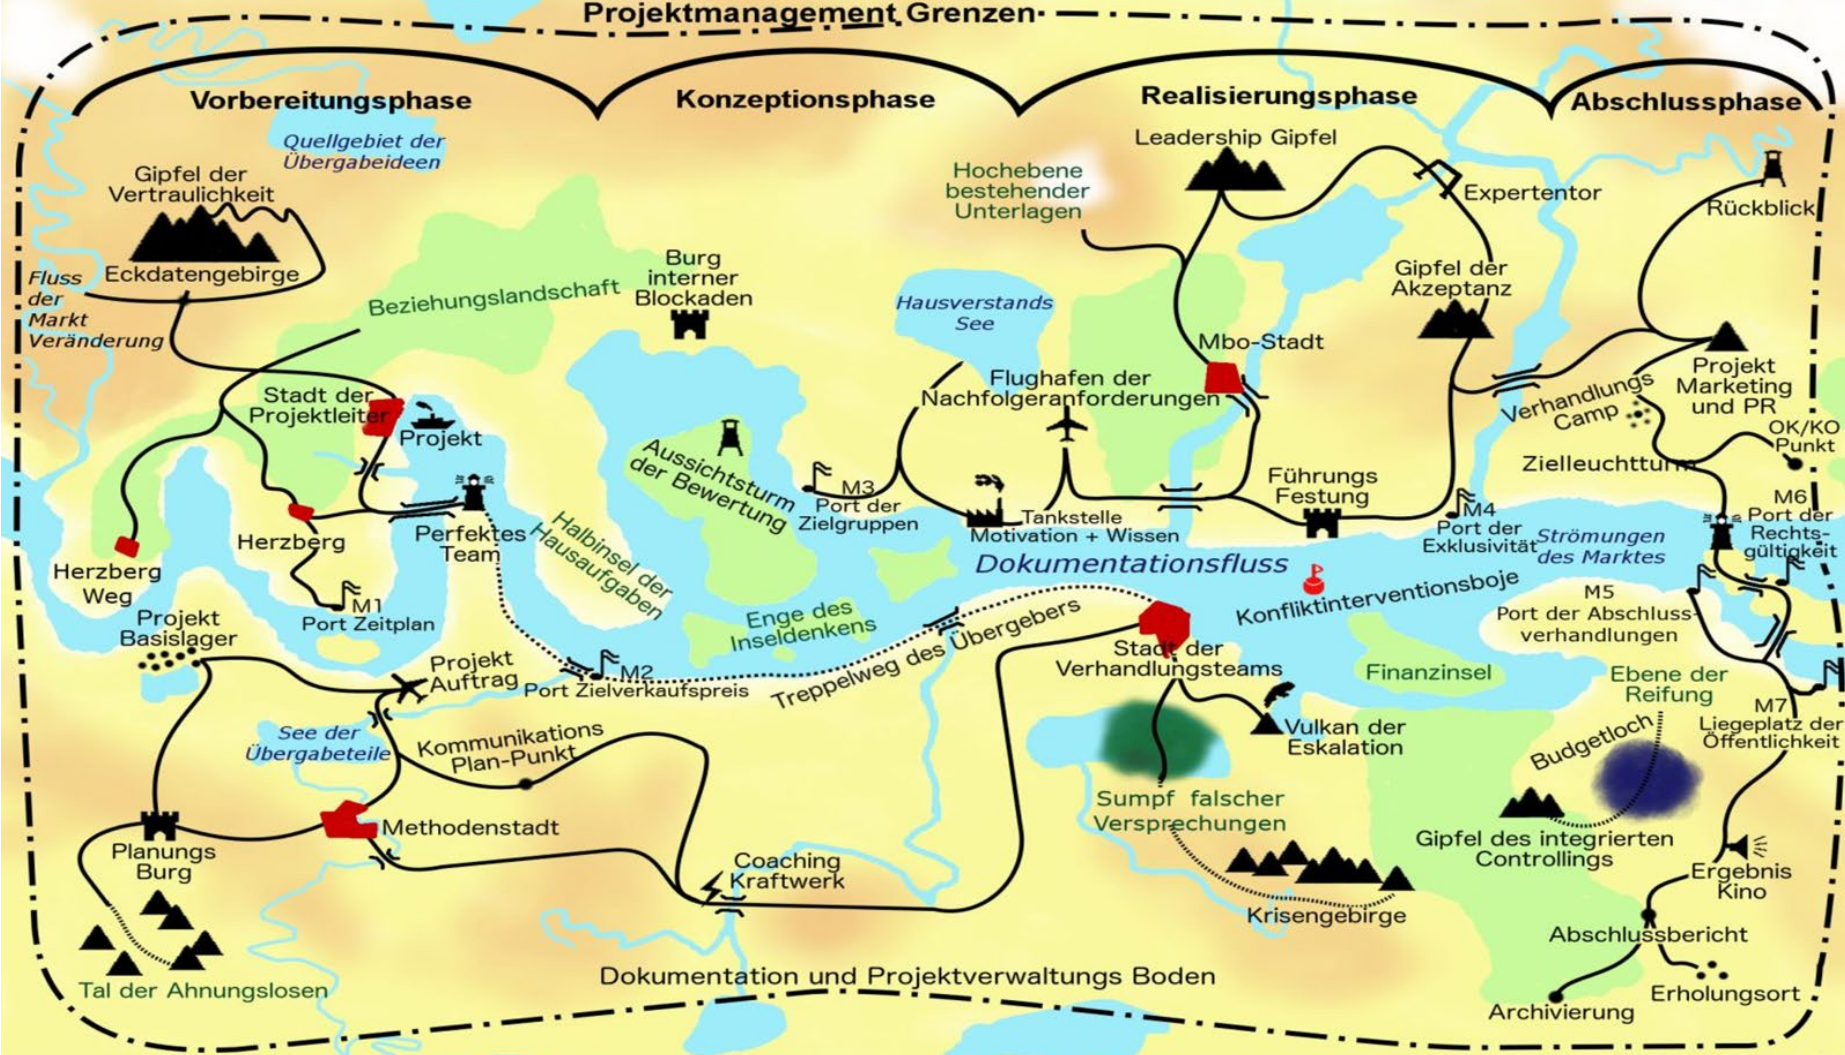 Projektmanagement Grenzen
Vorbereitungsphase
Konzeptionsphase
Realisierungsphase
Abschlussphase
Quellgebiet der
Übergabeideen
Gipfel der
Vertraulichkeit
Eckdatengebirge
Fluss
der
Markt
Veränderung
Beziehungslandschaft
Burg
interner
Blockaden
Hausverstands
See
Hochebene
bestehender
Unterlagen
Leadership Gipfel
Expertentor
Rückblick
Gipfel der
Akzeptanz
Mbo-Stadt
Projekt
Marketing
und PR
Verhandlungs
Camp
OK/KO
Punkt
Zielleuchtturm
Stadt der
Projektleiter
Projekt
Flughafen der
Nachfolgeranforderungen
Aussichtsturm
der Bewertung
M3
Port der
Zielgruppen
Tankstelle
Motivation + Wissen
Führungs
Festung
M4
Port der
Exklusivität
Strömungen
des Marktes
M6
Port der
Rechts-
gültigkeit
Herzberg
Perfektes
Team
Halbinsel der
Hausaufgaben
Herzberg
Weg
M1
Port Zeitplan
Dokumentationsfluss
Konfliktinterventionsboje
M5
Port der Abschluss-
verhandlungen
Enge des
Inseldenkens
Projekt
Basislager
Projekt
Auftrag
M2
Port Zielverkaufspreis
Treppelweg des Übergebers
Stadt der
Verhandlungsteams
Finanzinsel
Ebene der
Reifung
M7
Liegeplatz der
Öffentlichkeit
See der
Übergabeteile
Kommunikations
Plan-Punkt
Vulkan der
Eskalation
Budgetloch
Sumpf falscher
Versprechungen
Methodenstadt
Planungs
Burg
Coaching
Kraftwerk
Gipfel des integrierten
Controllings
Ergebnis
Kino
Krisengebirge
Abschlussbericht
Tal der Ahnungslosen
Dokumentation und Projektverwaltungs Boden
Erholungsort
Archivierung